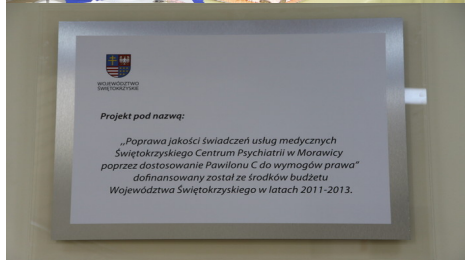 WOJEWÓDZTWO
ŚWIĘTOKRZYSKIE
Projekt pod nazwą:
„Poprawa jakości świadczeń usług medycznych
Świętokrzyskiego Centrum Psychiatrii w Morawicy
poprzez dostosowanie Pawilonu C do wymogów prawa”
dofinansowany został ze środków budżetu
Województwa Świętokrzyskiego w latach 2011-2013.